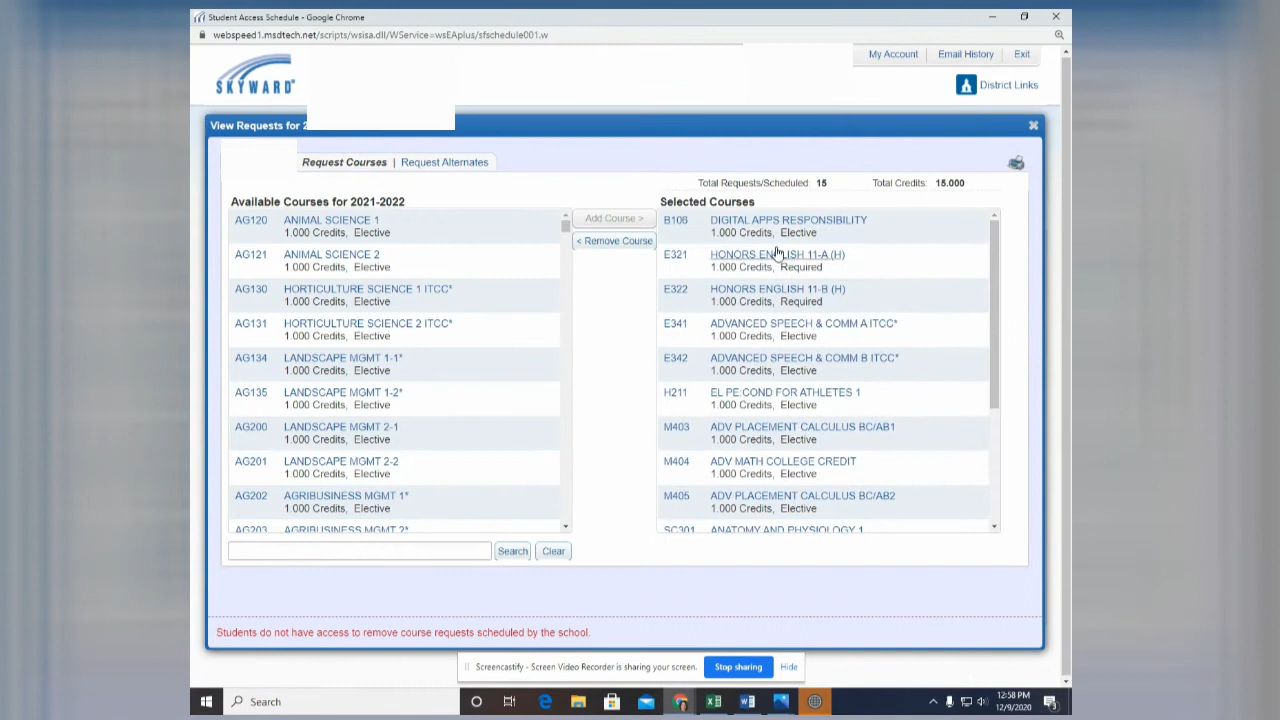 Student Access Schedule - Google Chrome
webspeed1.msdtech.net/scripts/wsisa.dll/WService=wsEAplus/sfschedule001.w
My Account | Email History | Exit
SKYWARD®
District Links
View Requests for
Request Courses | Request Alternates
Total Requests/Scheduled: 15 Total Credits: 15.000
Available Courses for 2021-2022
Selected Courses
Add Course >
< Remove Course
AG120 ANIMAL SCIENCE 1
1.000 Credits, Elective
AG121 ANIMAL SCIENCE 2
1.000 Credits, Elective
AG130 HORTICULTURE SCIENCE 1 ITCC*
1.000 Credits, Elective
AG131 HORTICULTURE SCIENCE 2 ITCC*
1.000 Credits, Elective
AG134 LANDSCAPE MGMT 1-1*
1.000 Credits, Elective
AG135 LANDSCAPE MGMT 1-2*
1.000 Credits, Elective
AG200 LANDSCAPE MGMT 2-1
1.000 Credits, Elective
AG201 LANDSCAPE MGMT 2-2
1.000 Credits, Elective
AG202 AGRIBUSINESS MGMT 1*
1.000 Credits, Elective
AG203 AGRIBUSINESS MGMT 2*
B106 DIGITAL APPS RESPONSIBILITY
1.000 Credits, Elective
E321 HONORS ENGLISH 11-A (H)
1.000 Credits, Required
E322 HONORS ENGLISH 11-B (H)
1.000 Credits, Required
E341 ADVANCED SPEECH & COMM A ITCC*
1.000 Credits, Elective
E342 ADVANCED SPEECH & COMM B ITCC*
1.000 Credits, Elective
H211 EL PE:COND FOR ATHLETES 1
1.000 Credits, Elective
M403 ADV PLACEMENT CALCULUS BC/AB1
1.000 Credits, Elective
M404 ADV MATH COLLEGE CREDIT
1.000 Credits, Elective
M405 ADV PLACEMENT CALCULUS BC/AB2
1.000 Credits, Elective
SC301 ANATOMY AND PHYSIOLOGY 1
Search Clear
Students do not have access to remove course requests scheduled by the school.
Screencastify - Screen Video Recorder is sharing your screen. Stop sharing Hide
Search
12:58 PM
12/9/2020
3